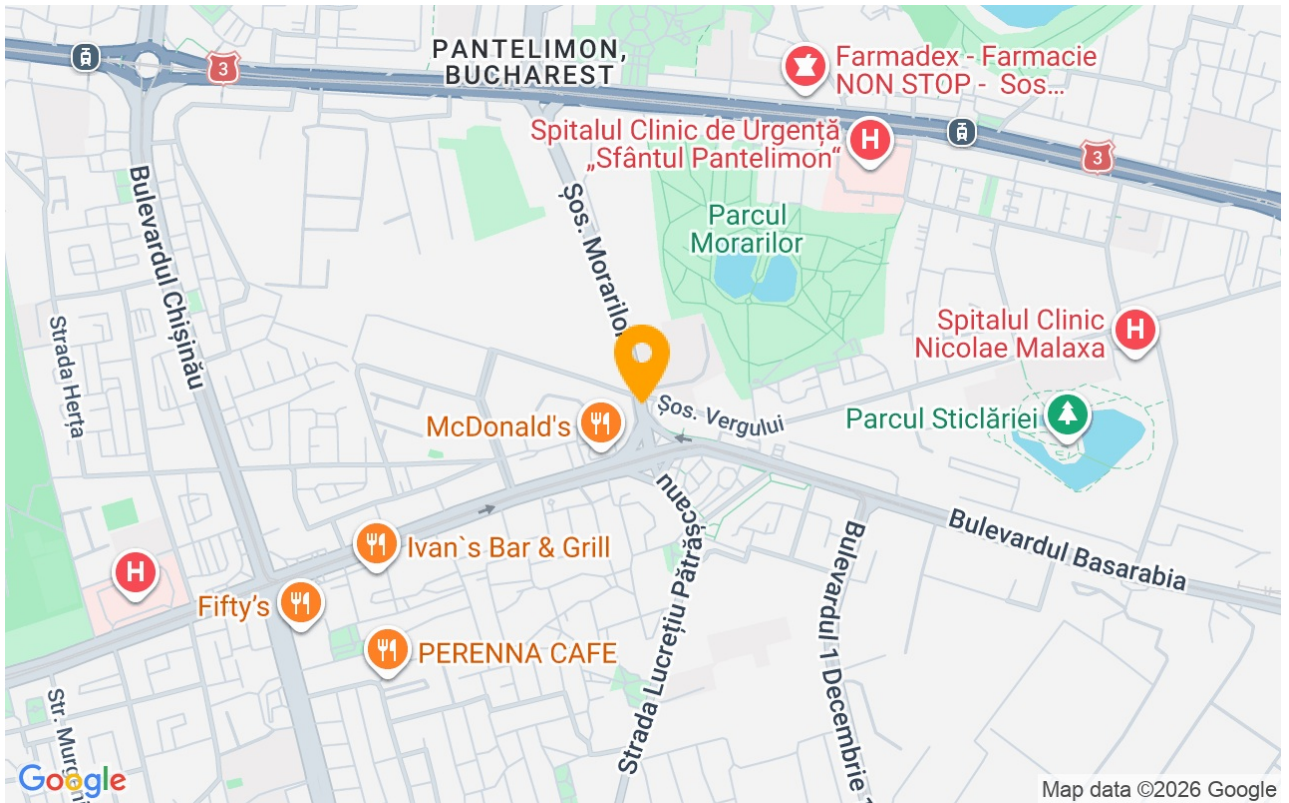 PANTELIMON,
BUCHAREST
3
Farmadex - Farmacie
NON STOP - Sos...
Spitalul Clinic de Urgență
„Sfântul Pantelimon“
H
3
Bulevardul Chișinău
Șos. Morarilor
Parcul
Morarilor
Strada Herța
Spitalul Clinic
Nicolae Malaxa
H
McDonald's
Șos. Vergului
Parcul Sticlăriei
Ivan`s Bar & Grill
Strada Lucrețiu Pătrășcanu
Bulevardul Basarabia
Bulevardul 1 Decembrie
H
Fifty’s
PERENNA CAFE
Str.
Google
Map data ©2026 Google